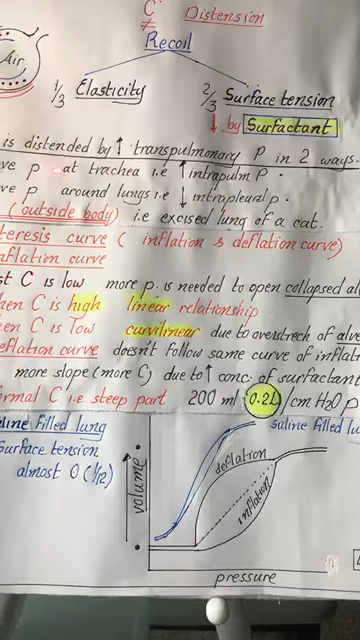 C
≠ Distension
Recoil
Air
1/3 Elasticity
2/3 Surface tension
↓ by Surfactant
is distended by ↑ transpulmonary P in 2 ways.
ve p at trachea i.e ↑ intrapulm P.
ve p around lungs i.e ↓ intrapleural p.
(outside body) i.e excised lung of a cat.
teresis curve ( inflation & deflation curve)
nflation curve
st C is low more p. is needed to open collapsed al
hen C is high linear relationship
en C is low curvilinear due to overstrech of alve
eflation curve doesn't follow same curve of inflat
more slope (more C) due to ↑ conc. of surfactant
ormal C i.e steep part 200 ml (0.2L)/cm H2O p
aline filled lung
Surface tension
almost 0 (1/12)
saline filled lu
volume
deflation
inflation
pressure